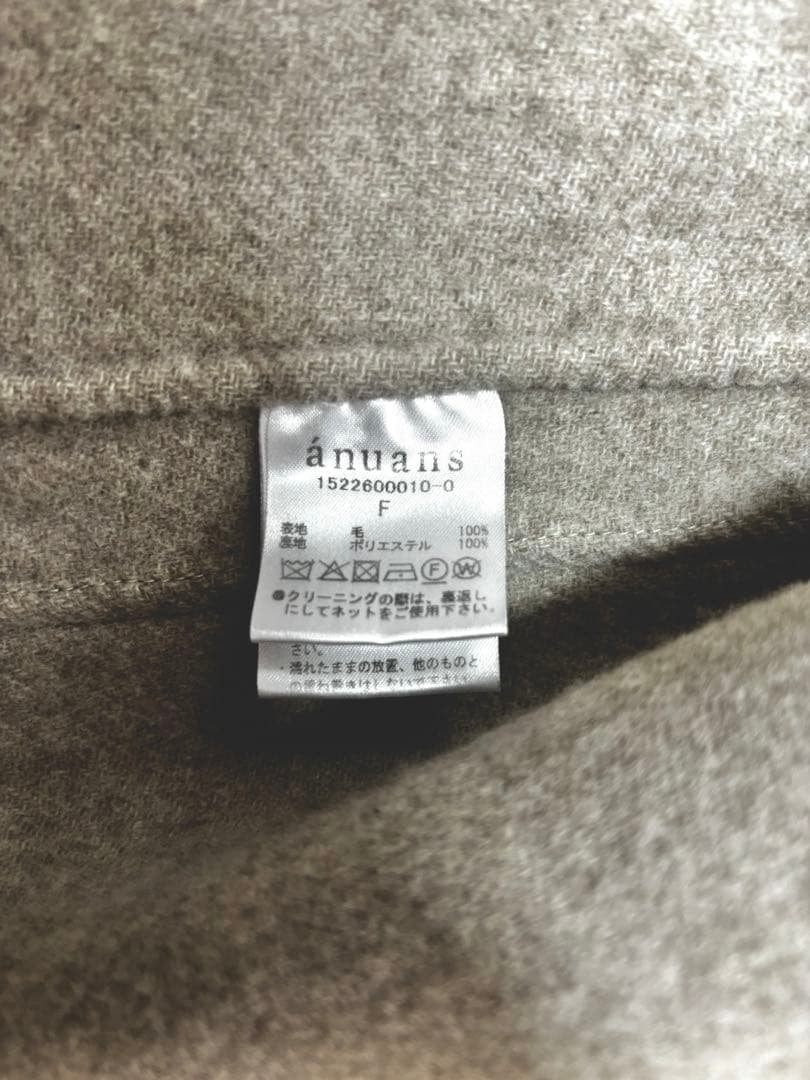 ánuans
1522600010-0
F
表地 毛 100%
裏地 ポリエステル 100%
F W
●クリーニングの際は、裏返し
にしてネットをご使用下さい。
さい。
・濡れたままの放置、他のものと